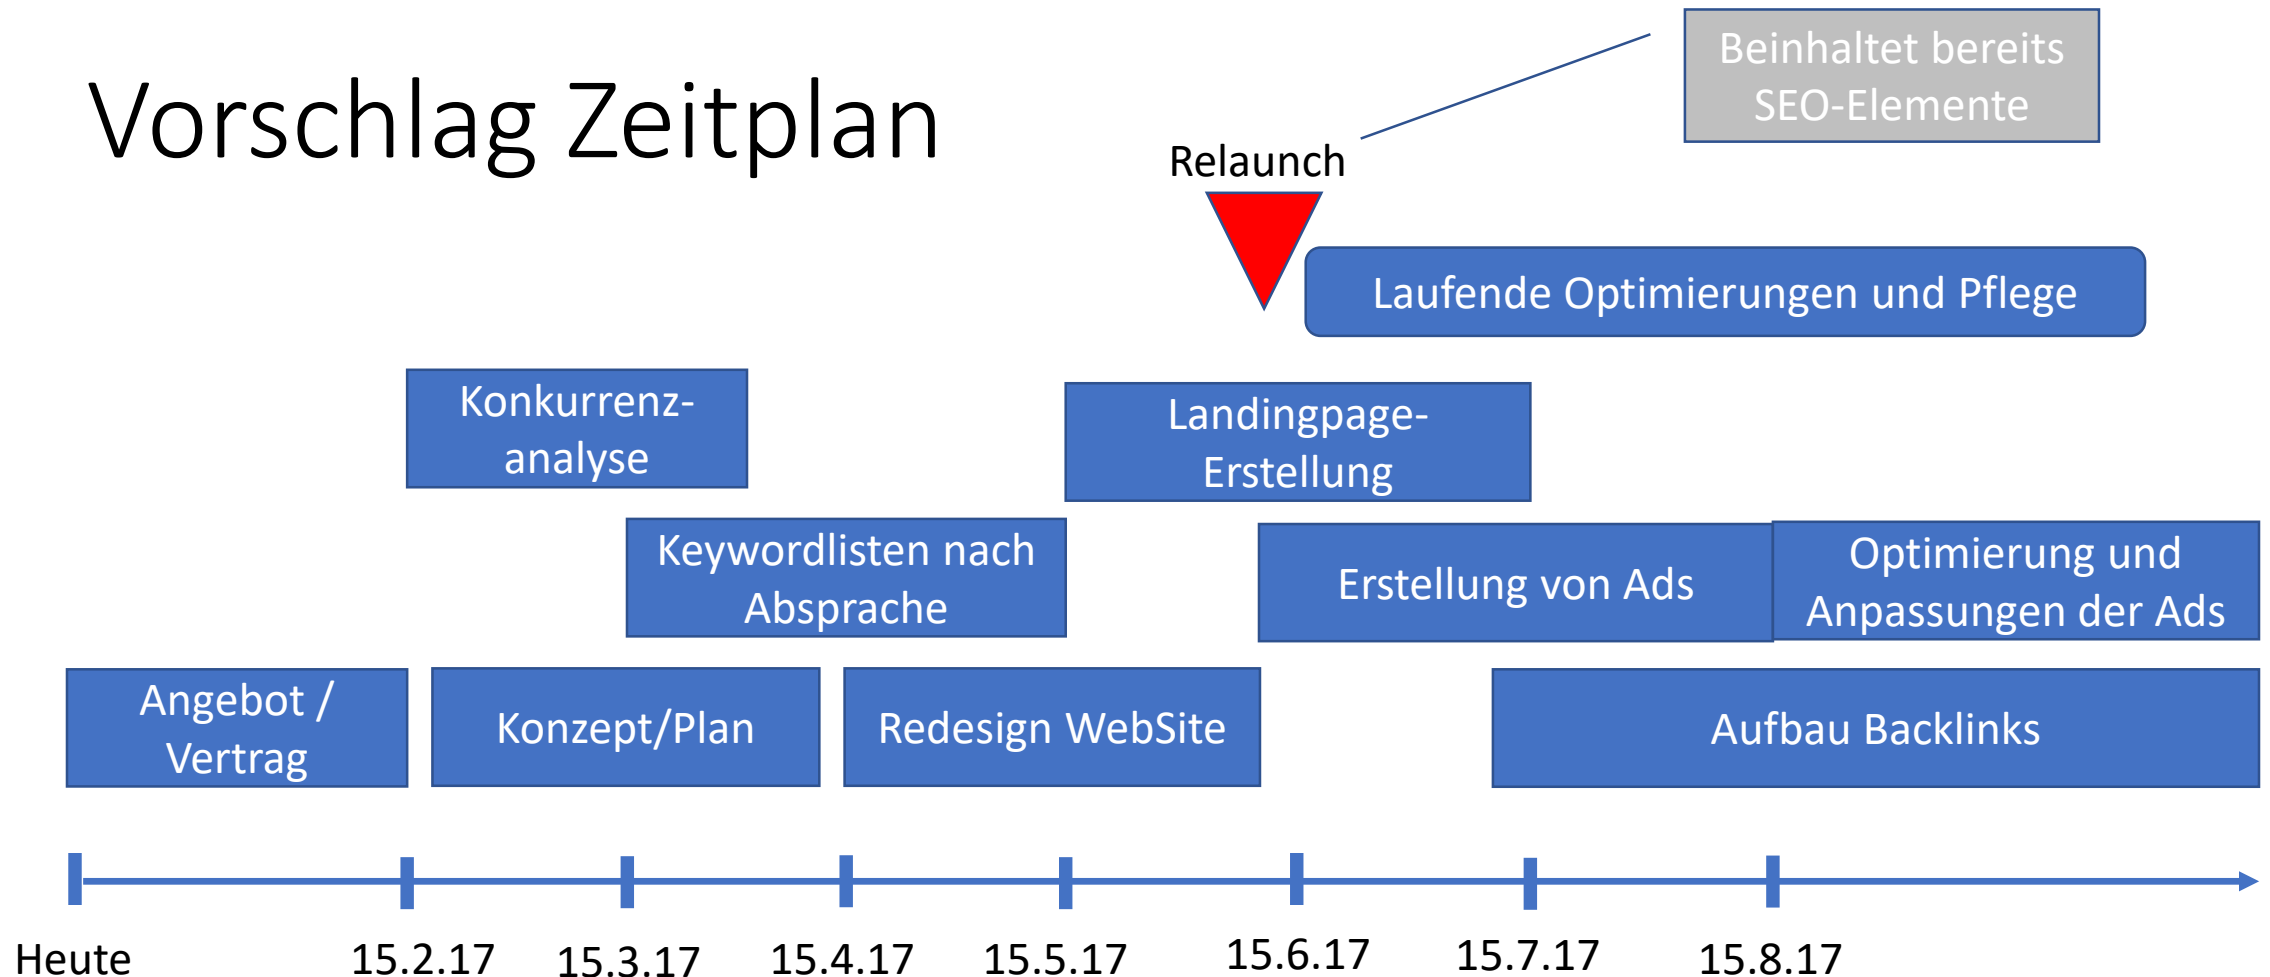 Vorschlag Zeitplan
Beinhaltet bereits
SEO-Elemente
Relaunch
Laufende Optimierungen und Pflege
Konkurrenz-
analyse
Landingpage-
Erstellung
Keywordlisten nach
Absprache
Erstellung von Ads
Optimierung und
Anpassungen der Ads
Angebot /
Vertrag
Konzept/Plan
Redesign WebSite
Aufbau Backlinks
Heute
15.2.17
15.3.17
15.4.17
15.5.17
15.6.17
15.7.17
15.8.17